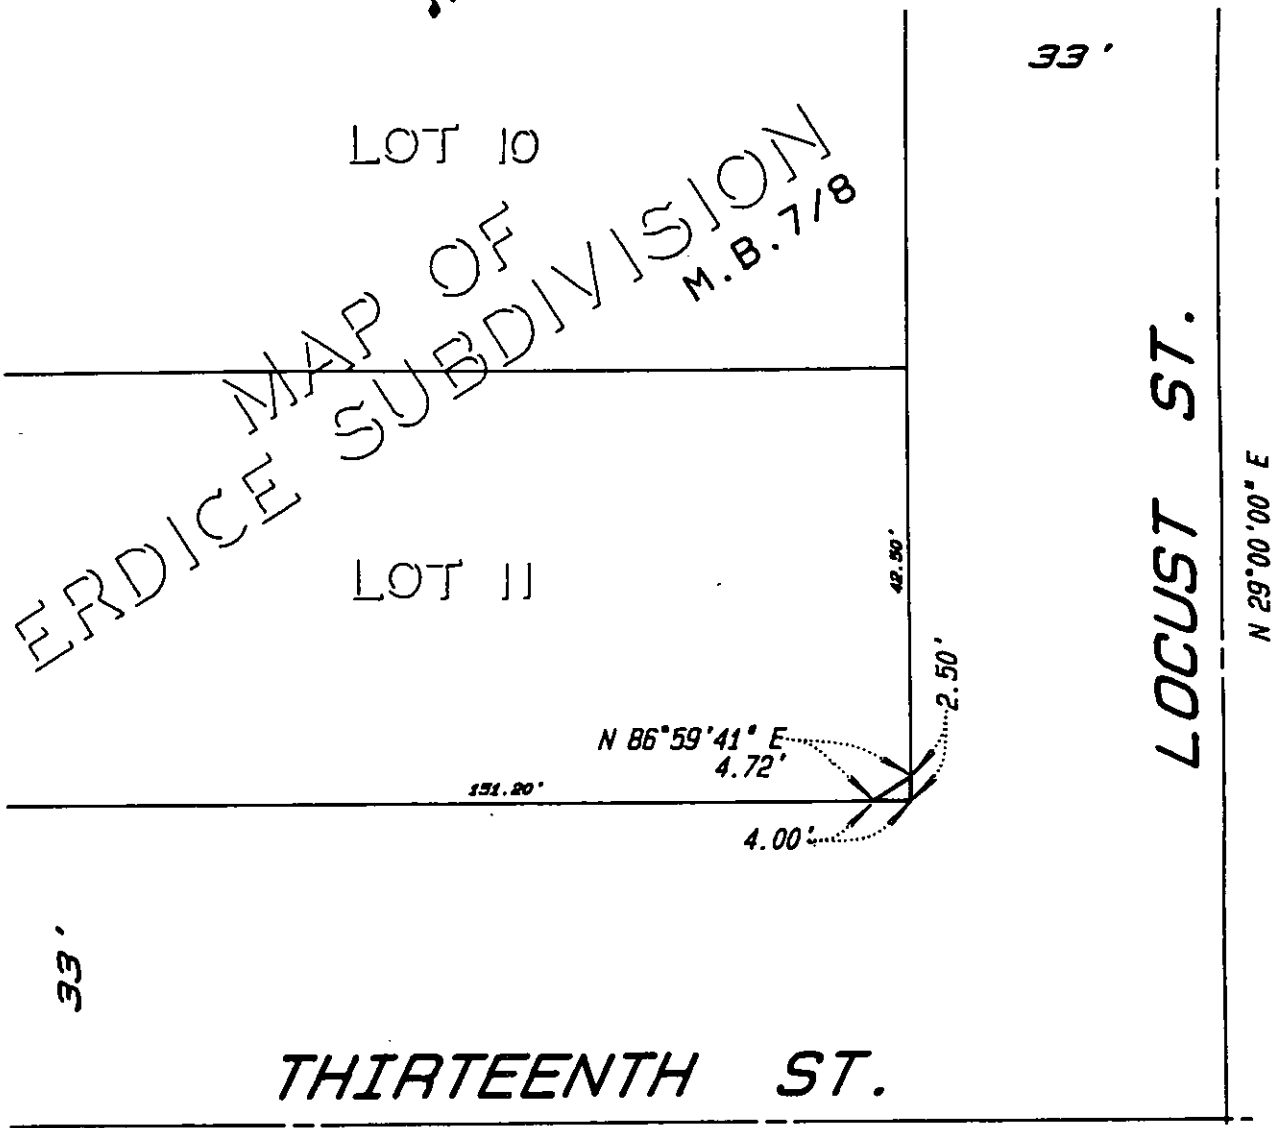 33'
LOT 10
MAP OF
ERDICE SUBDIVISION
M.B. 7/8
LOCUST ST.
N 29°00'00" E
42.50'
LOT 11
2.50'
N 86°59'41" E
4.72'
151.20'
4.00'
33'
THIRTEENTH ST.